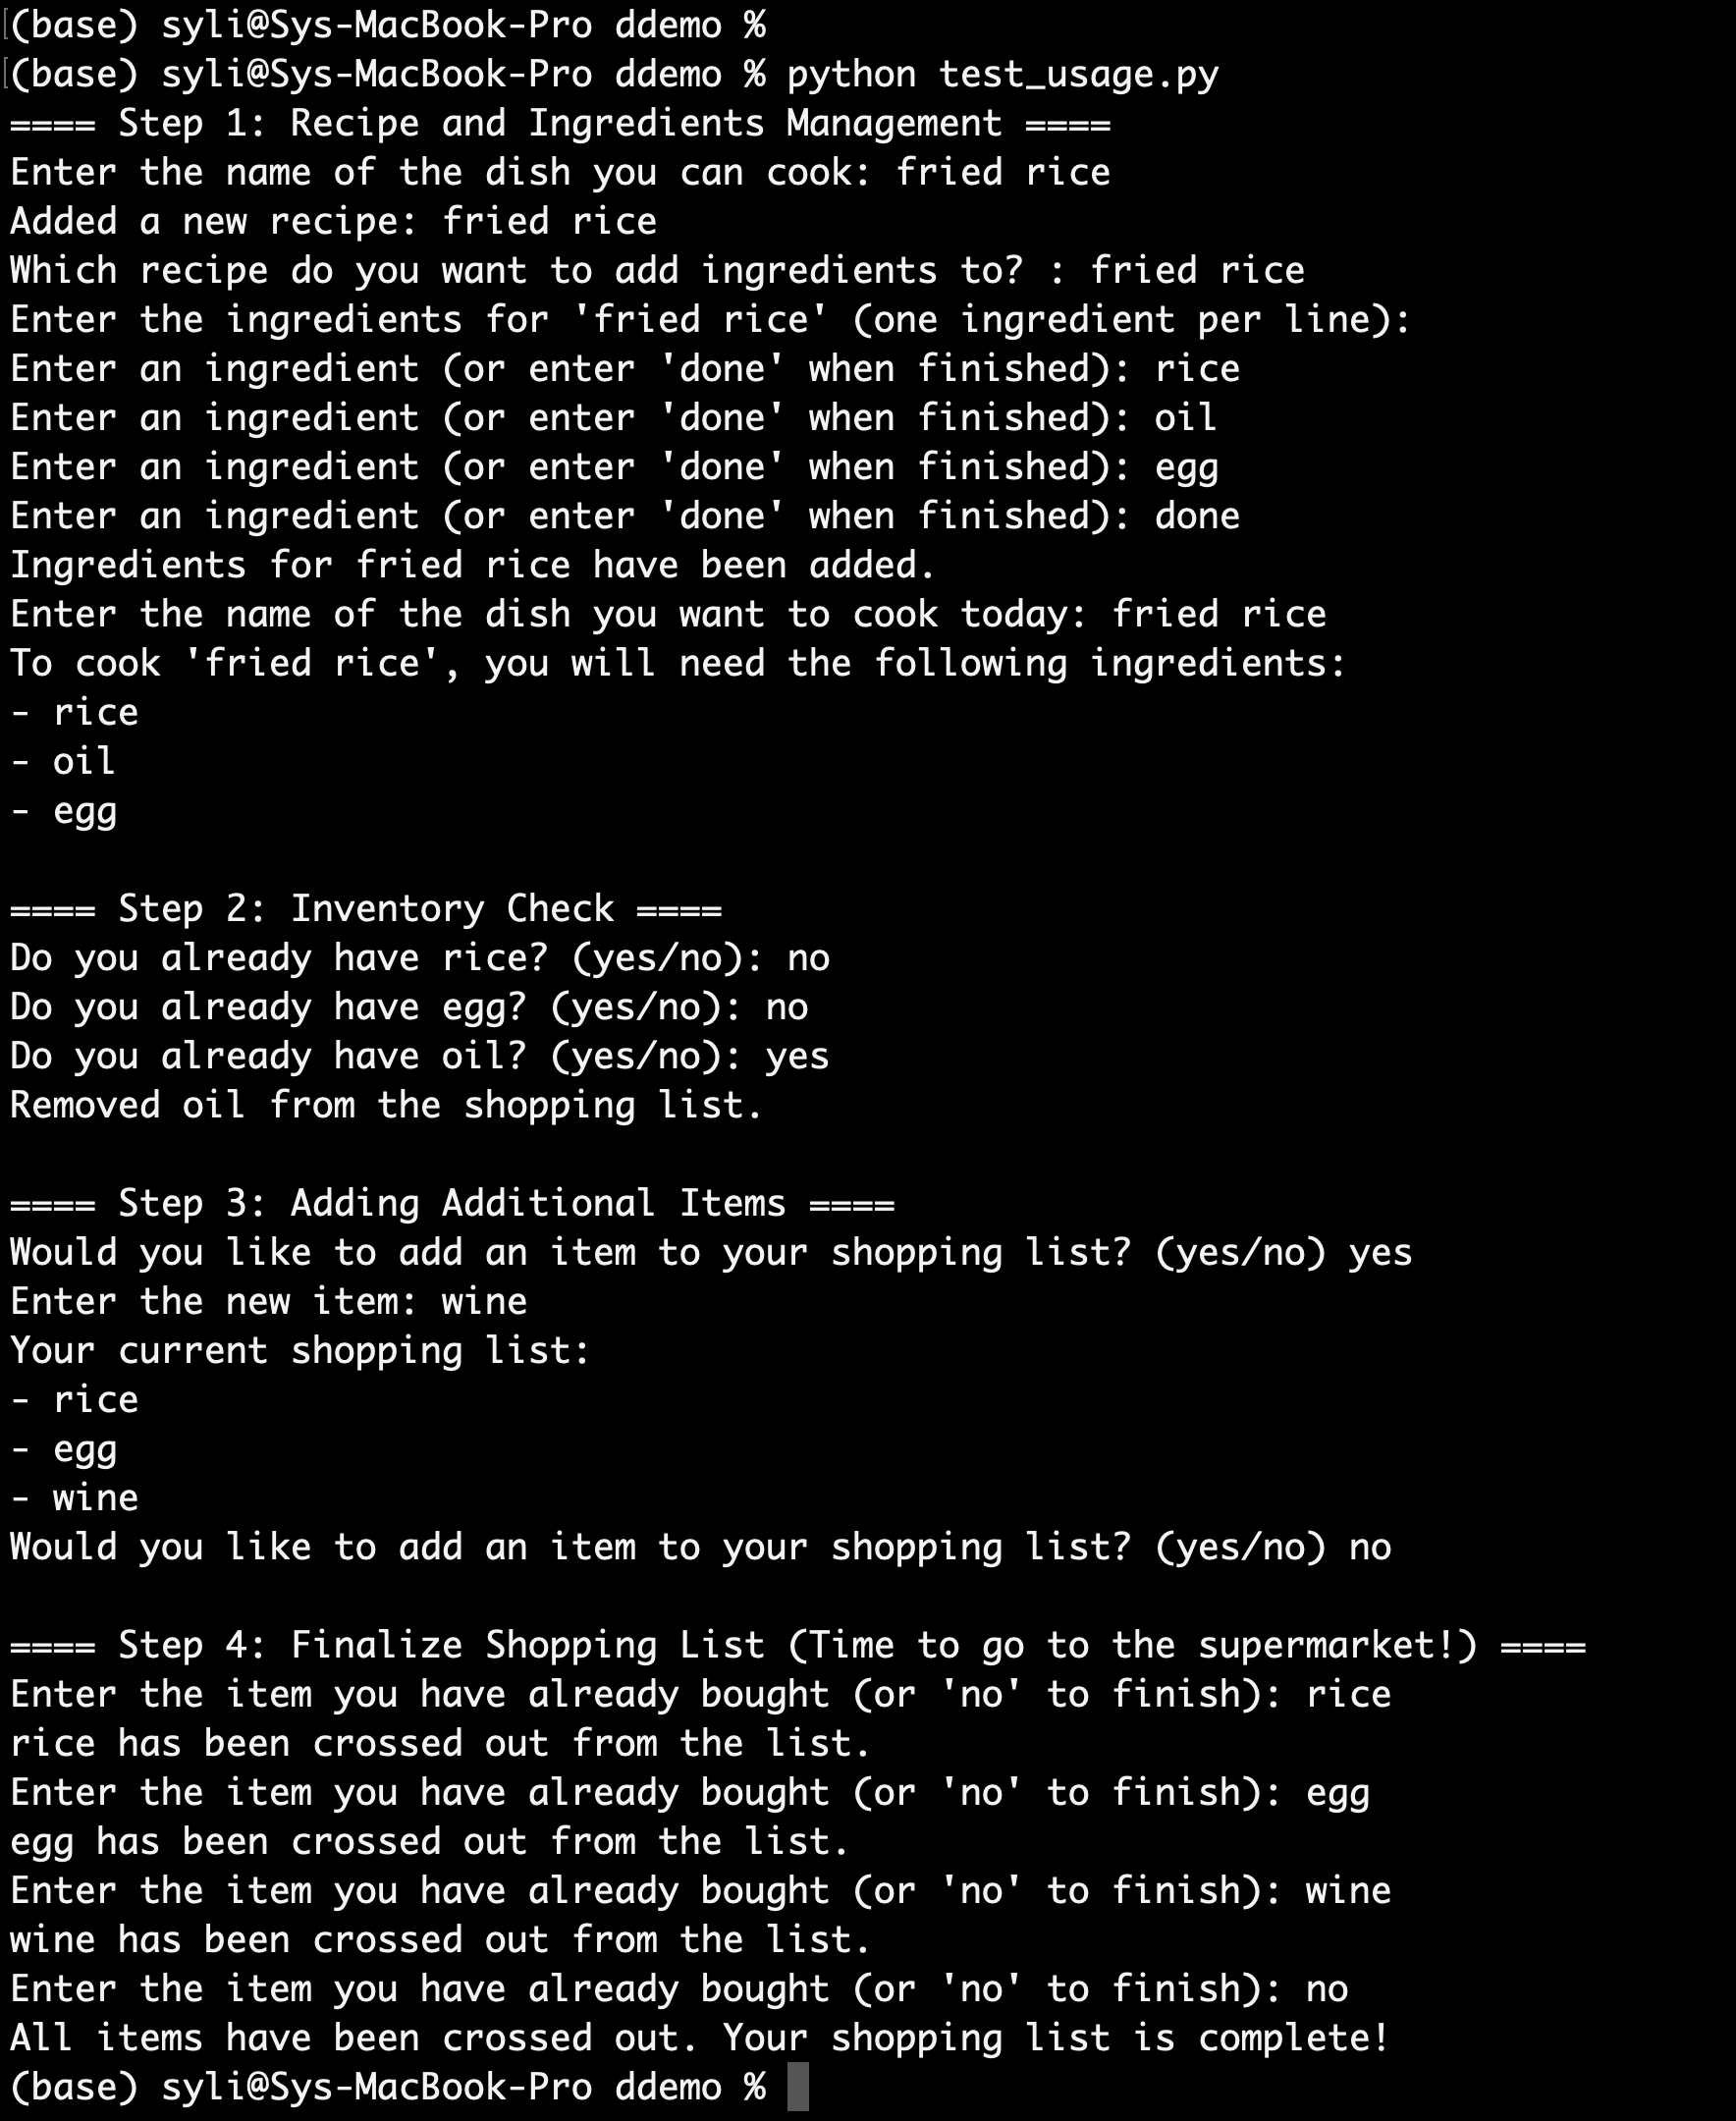 (base) syli@Sys-MacBook-Pro ddemo %
(base) syli@Sys-MacBook-Pro ddemo % python test_usage.py
==== Step 1: Recipe and Ingredients Management ====
Enter the name of the dish you can cook: fried rice
Added a new recipe: fried rice
Which recipe do you want to add ingredients to? : fried rice
Enter the ingredients for 'fried rice' (one ingredient per line):
Enter an ingredient (or enter 'done' when finished): rice
Enter an ingredient (or enter 'done' when finished): oil
Enter an ingredient (or enter 'done' when finished): egg
Enter an ingredient (or enter 'done' when finished): done
Ingredients for fried rice have been added.
Enter the name of the dish you want to cook today: fried rice
To cook 'fried rice', you will need the following ingredients:
- rice
- oil
- egg
==== Step 2: Inventory Check ====
Do you already have rice? (yes/no): no
Do you already have egg? (yes/no): no
Do you already have oil? (yes/no): yes
Removed oil from the shopping list.
==== Step 3: Adding Additional Items ====
Would you like to add an item to your shopping list? (yes/no) yes
Enter the new item: wine
Your current shopping list:
- rice
- egg
- wine
Would you like to add an item to your shopping list? (yes/no) no
==== Step 4: Finalize Shopping List (Time to go to the supermarket!) ====
Enter the item you have already bought (or 'no' to finish): rice
rice has been crossed out from the list.
Enter the item you have already bought (or 'no' to finish): egg
egg has been crossed out from the list.
Enter the item you have already bought (or 'no' to finish): wine
wine has been crossed out from the list.
Enter the item you have already bought (or 'no' to finish): no
All items have been crossed out. Your shopping list is complete!
(base) syli@Sys-MacBook-Pro ddemo %